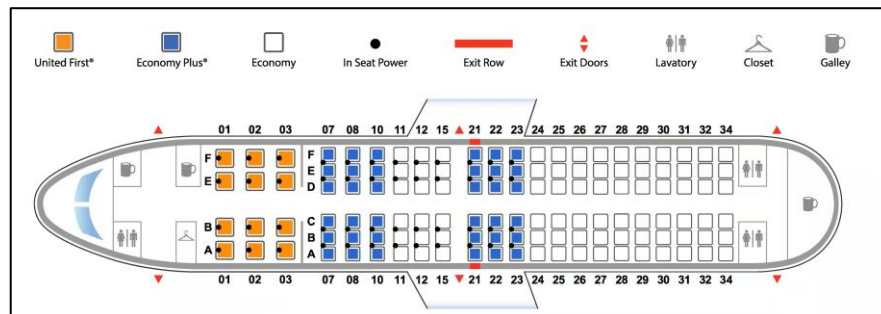 United First® Economy Plus® Economy In Seat Power Exit Row Exit Doors Lavatory Closet Galley
01 02 03 07 08 10 11 12 15 21 22 23 24 25 26 27 28 29 30 31 32 34
F F
E E
D
B C
B
A A
01 02 03 07 08 10 11 12 15 21 22 23 24 25 26 27 28 29 30 31 32 34